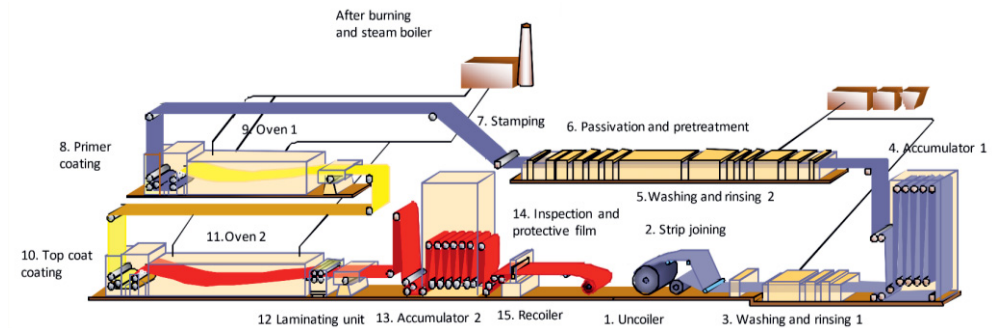 After burning
and steam boiler
7. Stamping
6. Passivation and pretreatment
9. Oven 1
8. Primer
coating
4. Accumulator 1
5.Washing and rinsing 2
14. Inspection and
protective film
2. Strip joining
11.Oven 2
10. Top coat
coating
12 Laminating unit
13. Accumulator 2
15. Recoiler
1. Uncoiler
3. Washing and rinsing 1